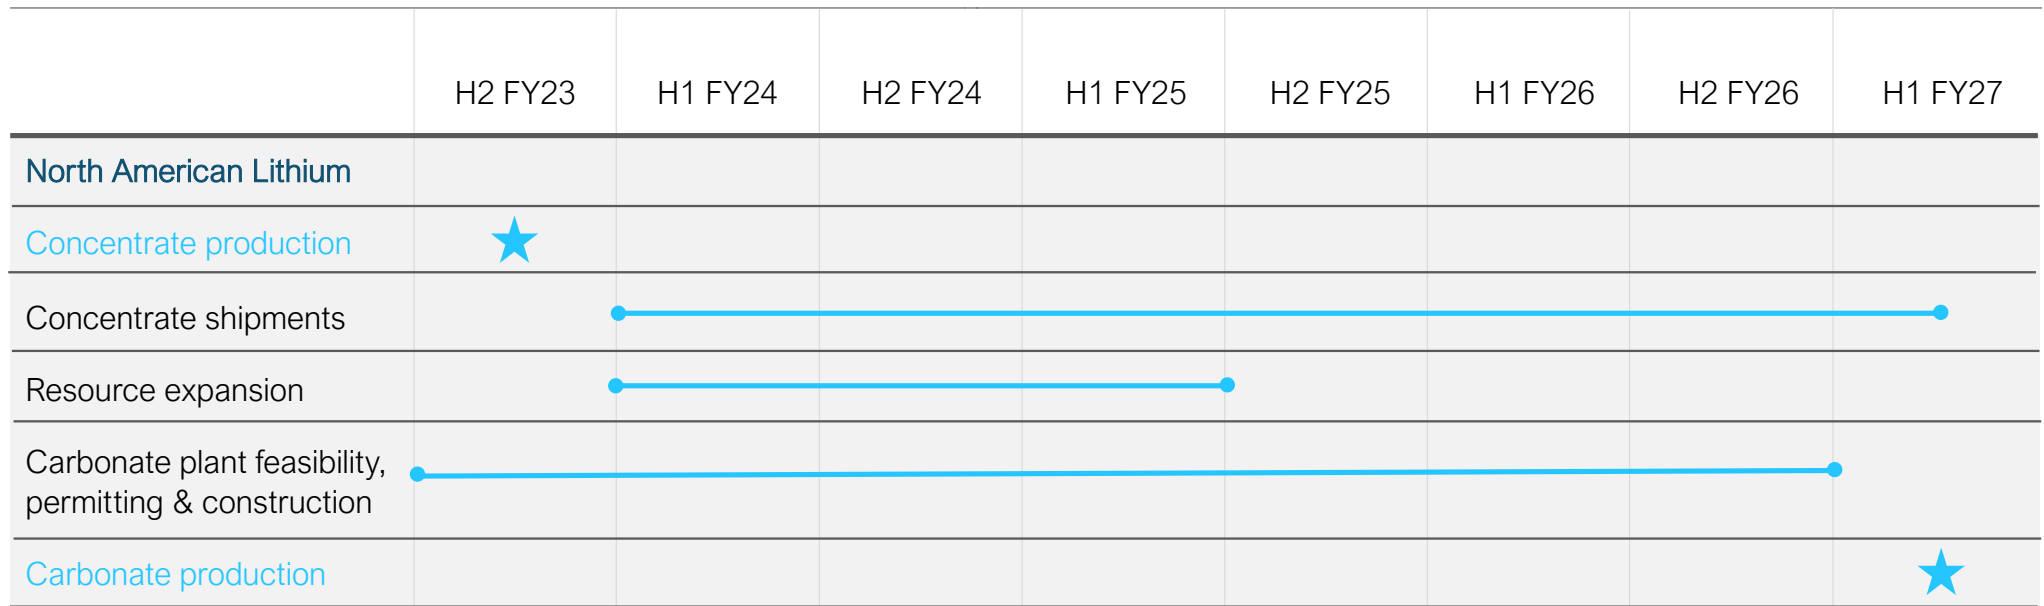 H2 FY23 H1 FY24 H2 FY24 H1 FY25 H2 FY25 H1 FY26 H2 FY26 H1 FY27
North American Lithium
Concentrate production
Concentrate shipments
Resource expansion
Carbonate plant feasibility,
permitting & construction
Carbonate production